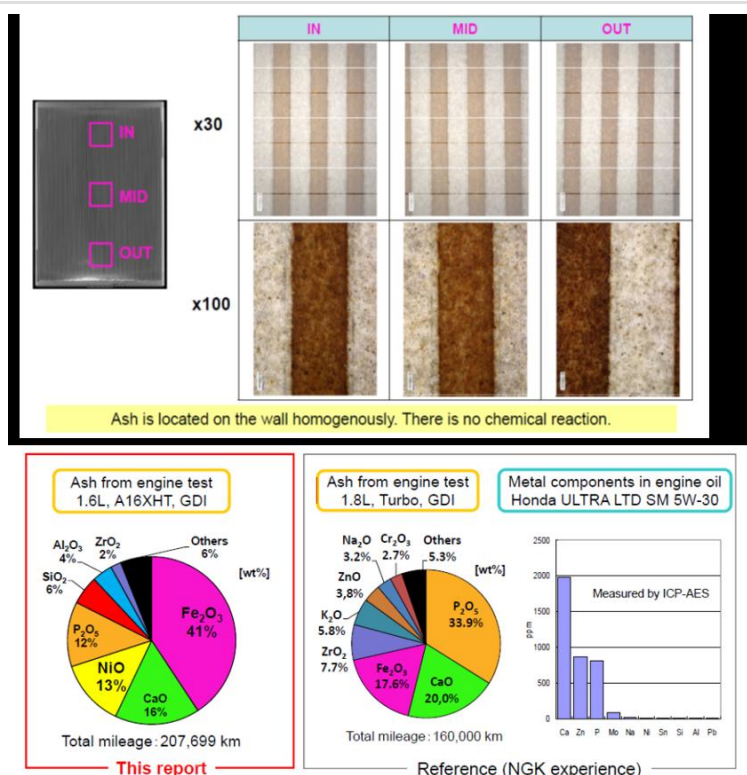 IN MID OUT
x30
IN
MID
OUT
x100
Ash is located on the wall homogenously. There is no chemical reaction.
Ash from engine test
1.6L, A16XHT, GDI
[wt%]
Fe₂O₃
41%
CaO
16%
NiO
13%
P₂O₅
12%
SiO₂
6%
Al₂O₃
4%
ZrO₂
2%
Others
6%
Total mileage : 207,699 km
This report
Ash from engine test
1.8L, Turbo, GDI
[wt%]
P₂O₅
33.9%
CaO
20,0%
Fe₂O₃
17.6%
ZrO₂
7.7%
K₂O
5.8%
ZnO
3,8%
Na₂O
3.2%
Cr₂O₃
2.7%
Others
5.3%
Total mileage : 160,000 km
Metal components in engine oil
Honda ULTRA LTD SM 5W-30
Measured by ICP-AES
ppm
2500
2000
1500
1000
500
0
Ca Zn P Mo Na Ni Sn Si Al Pb
Reference (NGK experience)